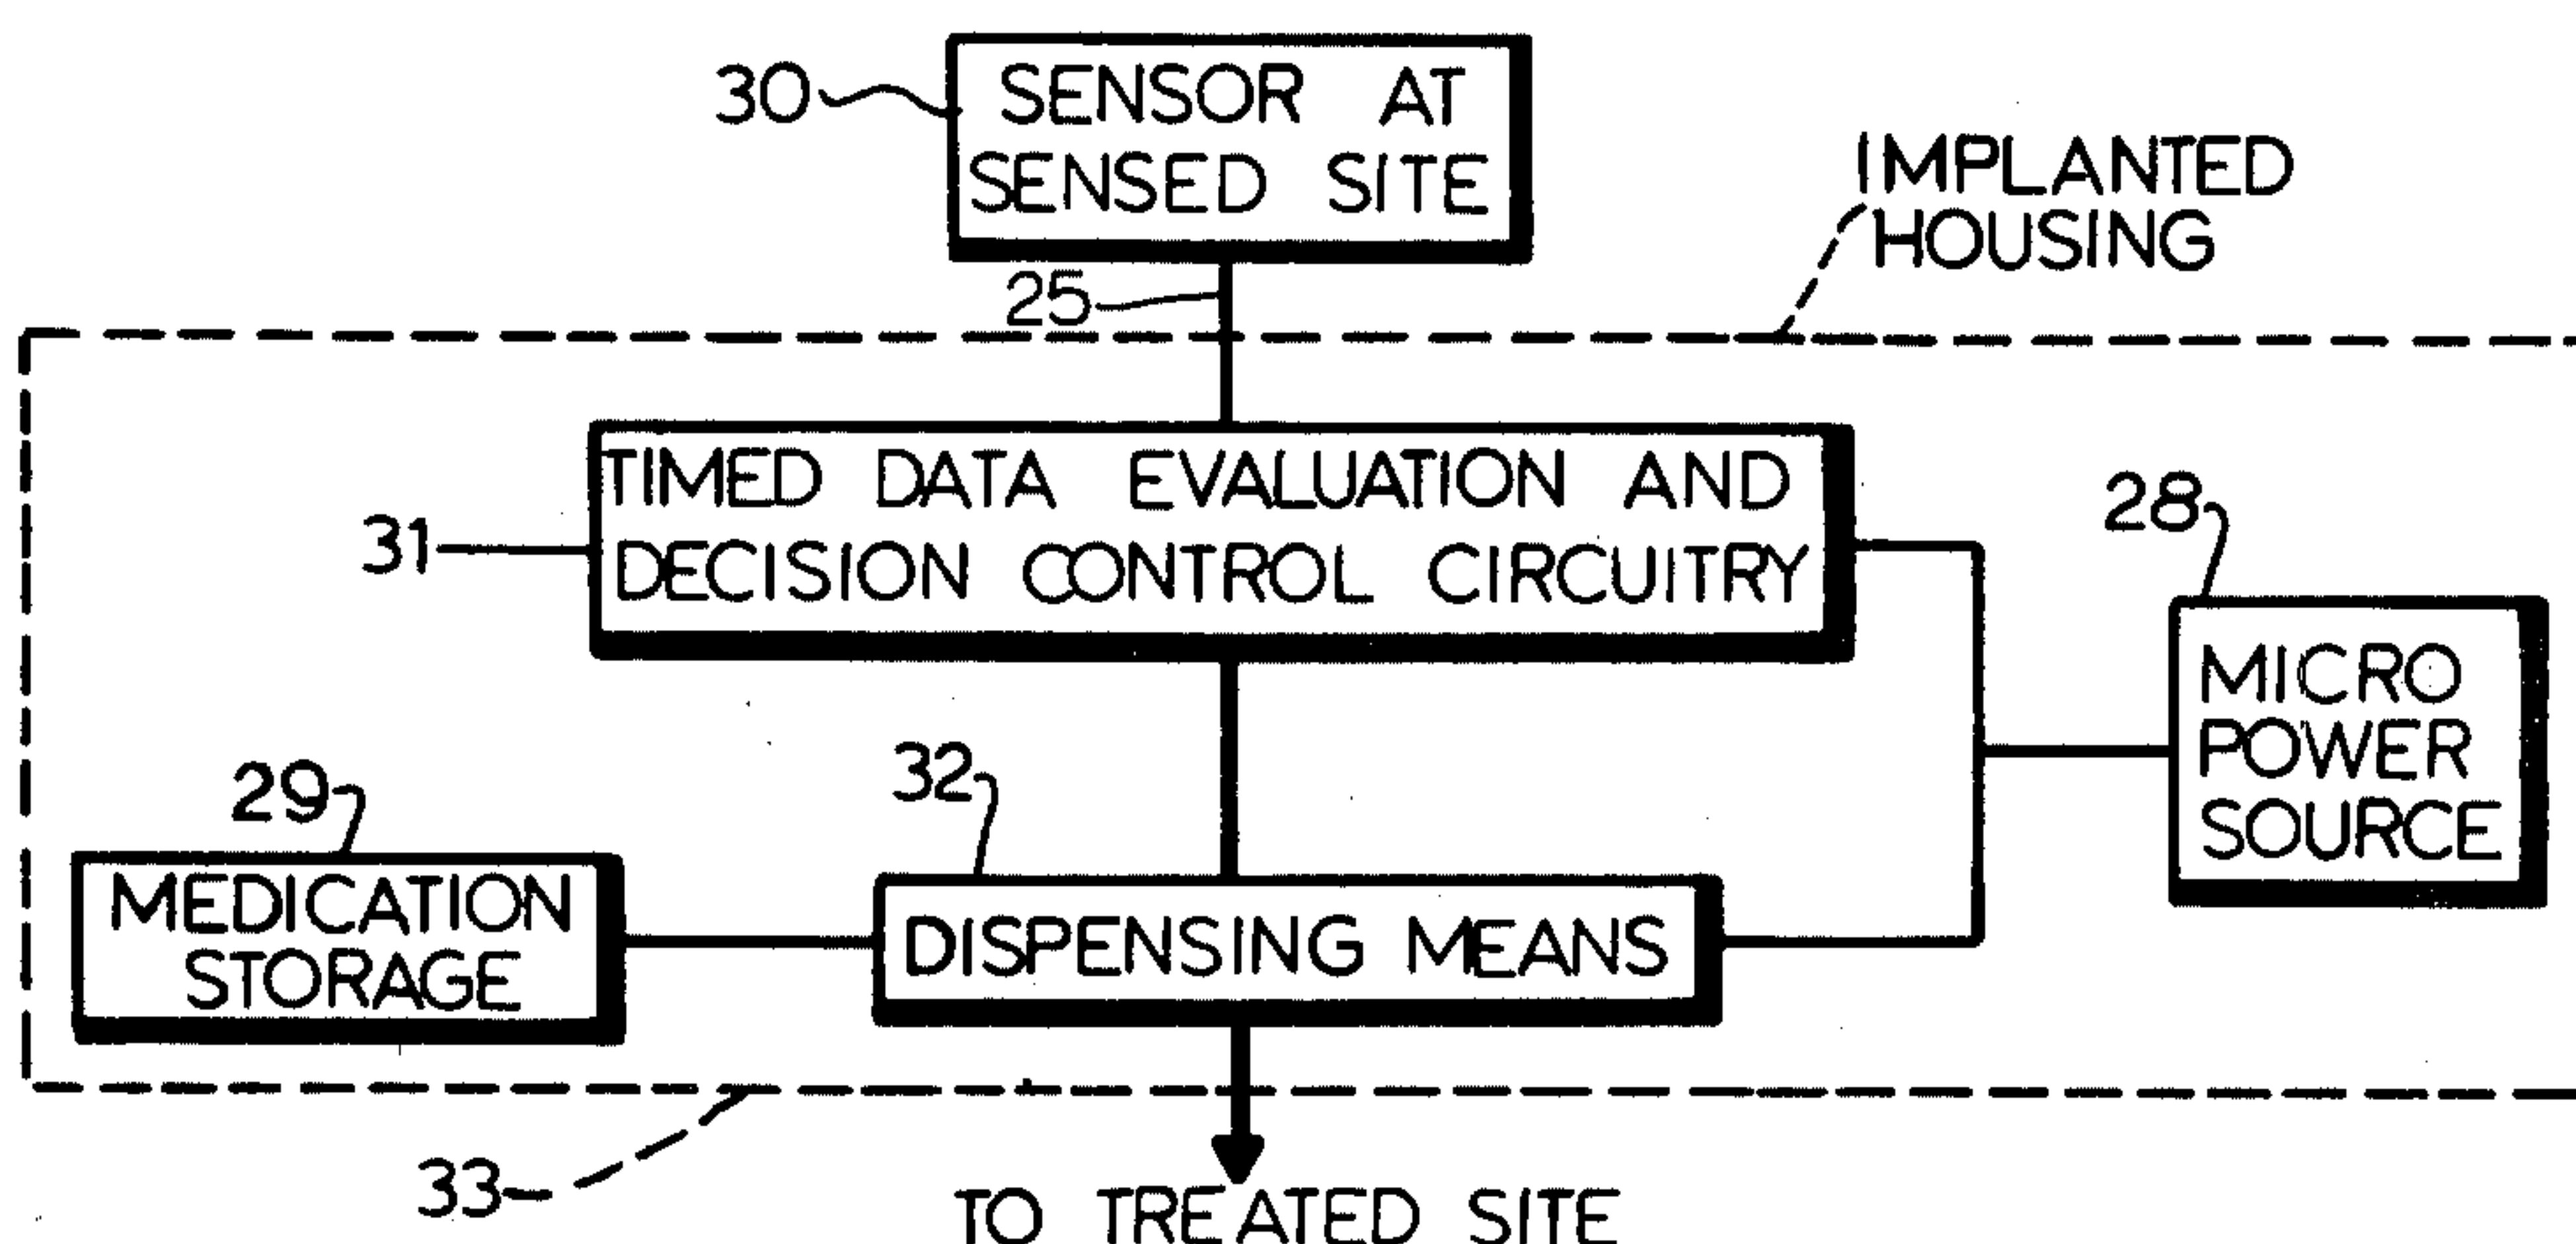 30
SENSOR AT
SENSED SITE
IMPLANTED
HOUSING
25
TIMED DATA EVALUATION AND
DECISION CONTROL CIRCUITRY
31
28
MICRO
POWER
SOURCE
32
29
MEDICATION
STORAGE
DISPENSING MEANS
33
TO TREATED SITE